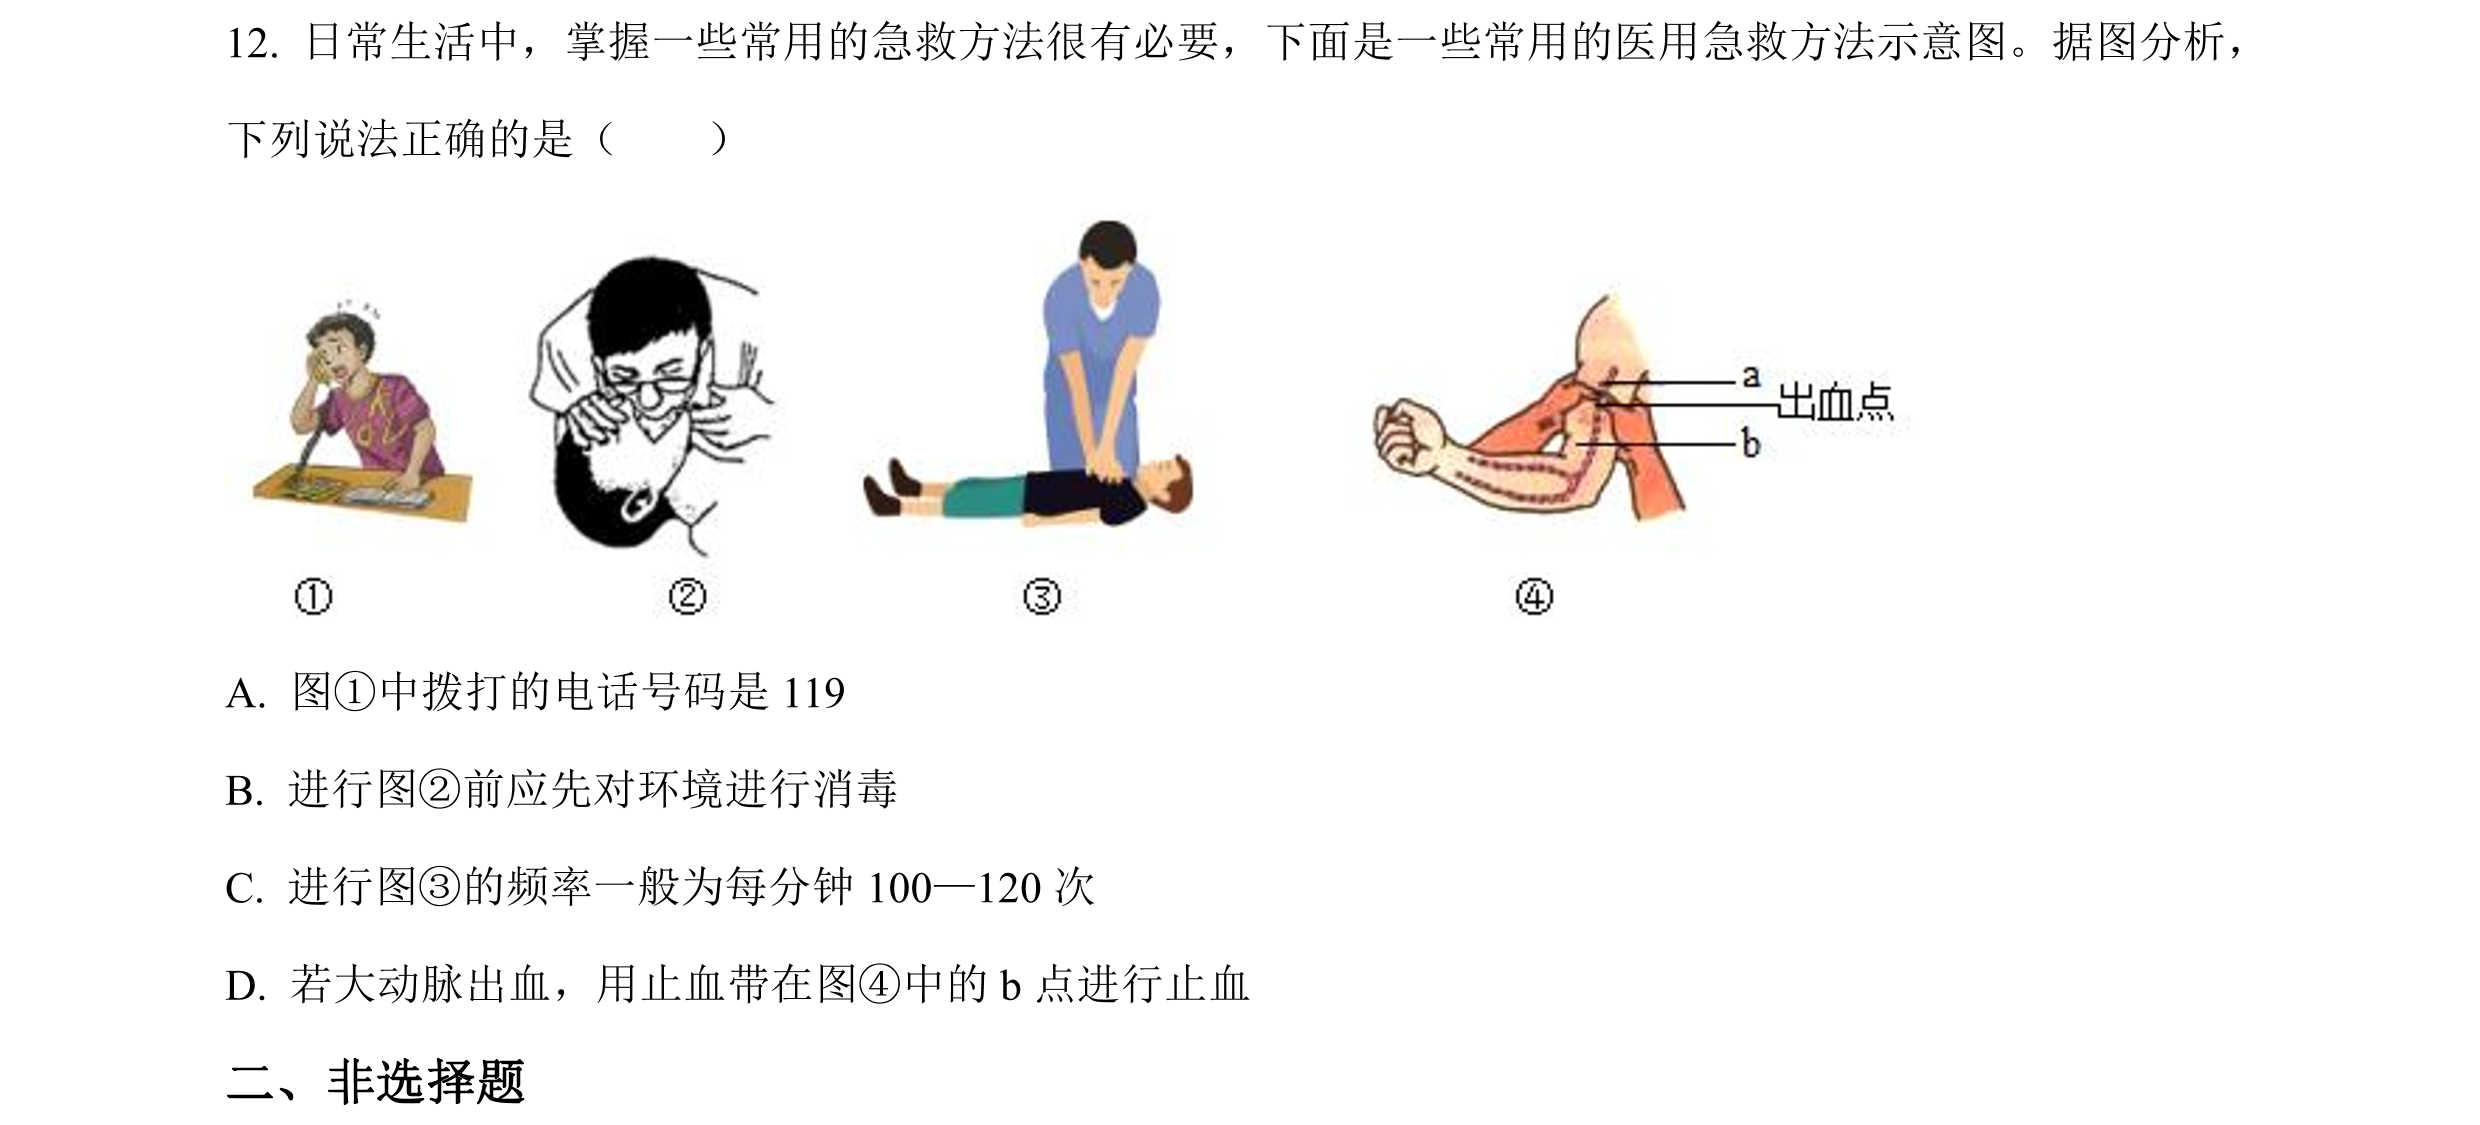 12. 日常生活中，掌握一些常用的急救方法很有必要，下面是一些常用的医用急救方法示意图。据图分析，
下列说法正确的是（　　）
a
出血点
b
① ② ③ ④
A. 图①中拨打的电话号码是 119
B. 进行图②前应先对环境进行消毒
C. 进行图③的频率一般为每分钟 100—120 次
D. 若大动脉出血，用止血带在图④中的 b 点进行止血
二、非选择题